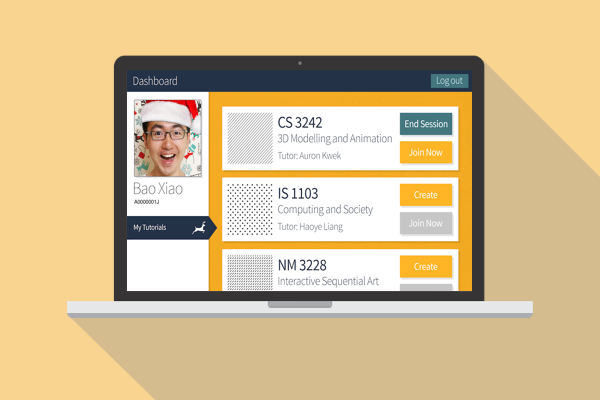 Dashboard
Log out
Bao Xiao
A0000001J
My Tutorials
CS 3242
3D Modelling and Animation
Tutor: Auron Kwek
End Session
Join Now
IS 1103
Computing and Society
Tutor: Haoye Liang
Create
Join Now
NM 3228
Interactive Sequential Art
Create